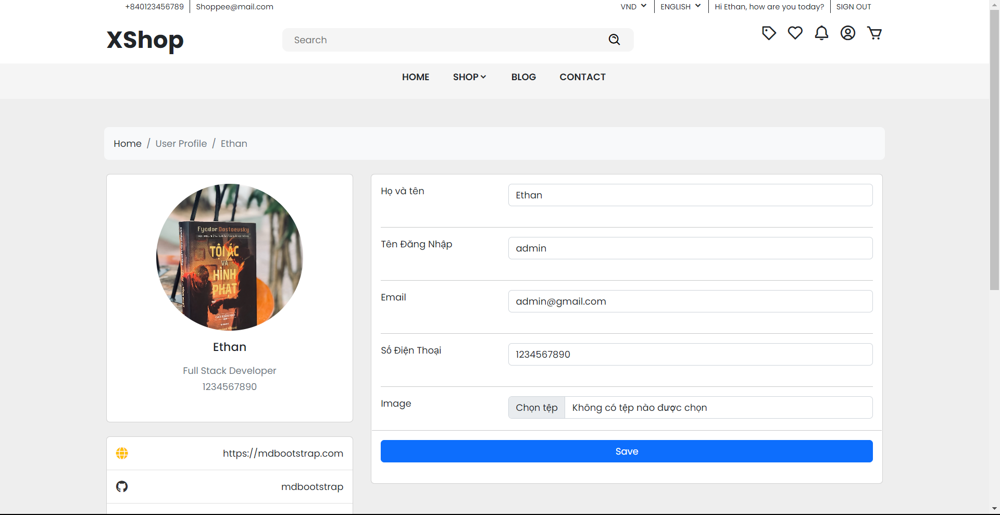 +840123456789 Shoppee@mail.com VND ENGLISH Hi Ethan, how are you today? SIGN OUT
XShop Search
HOME SHOP BLOG CONTACT
Home / User Profile / Ethan
Fyodor Dostoevsky
TỘI ÁC
VÀ
HÌNH
PHẠT
CAO XUÂN HẠO
Ethan
Full Stack Developer
1234567890
https://mdbootstrap.com
mdbootstrap
Họ và tên Ethan
Tên Đăng Nhập admin
Email admin@gmail.com
Số Điện Thoại 1234567890
Image Chọn tệp Không có tệp nào được chọn
Save